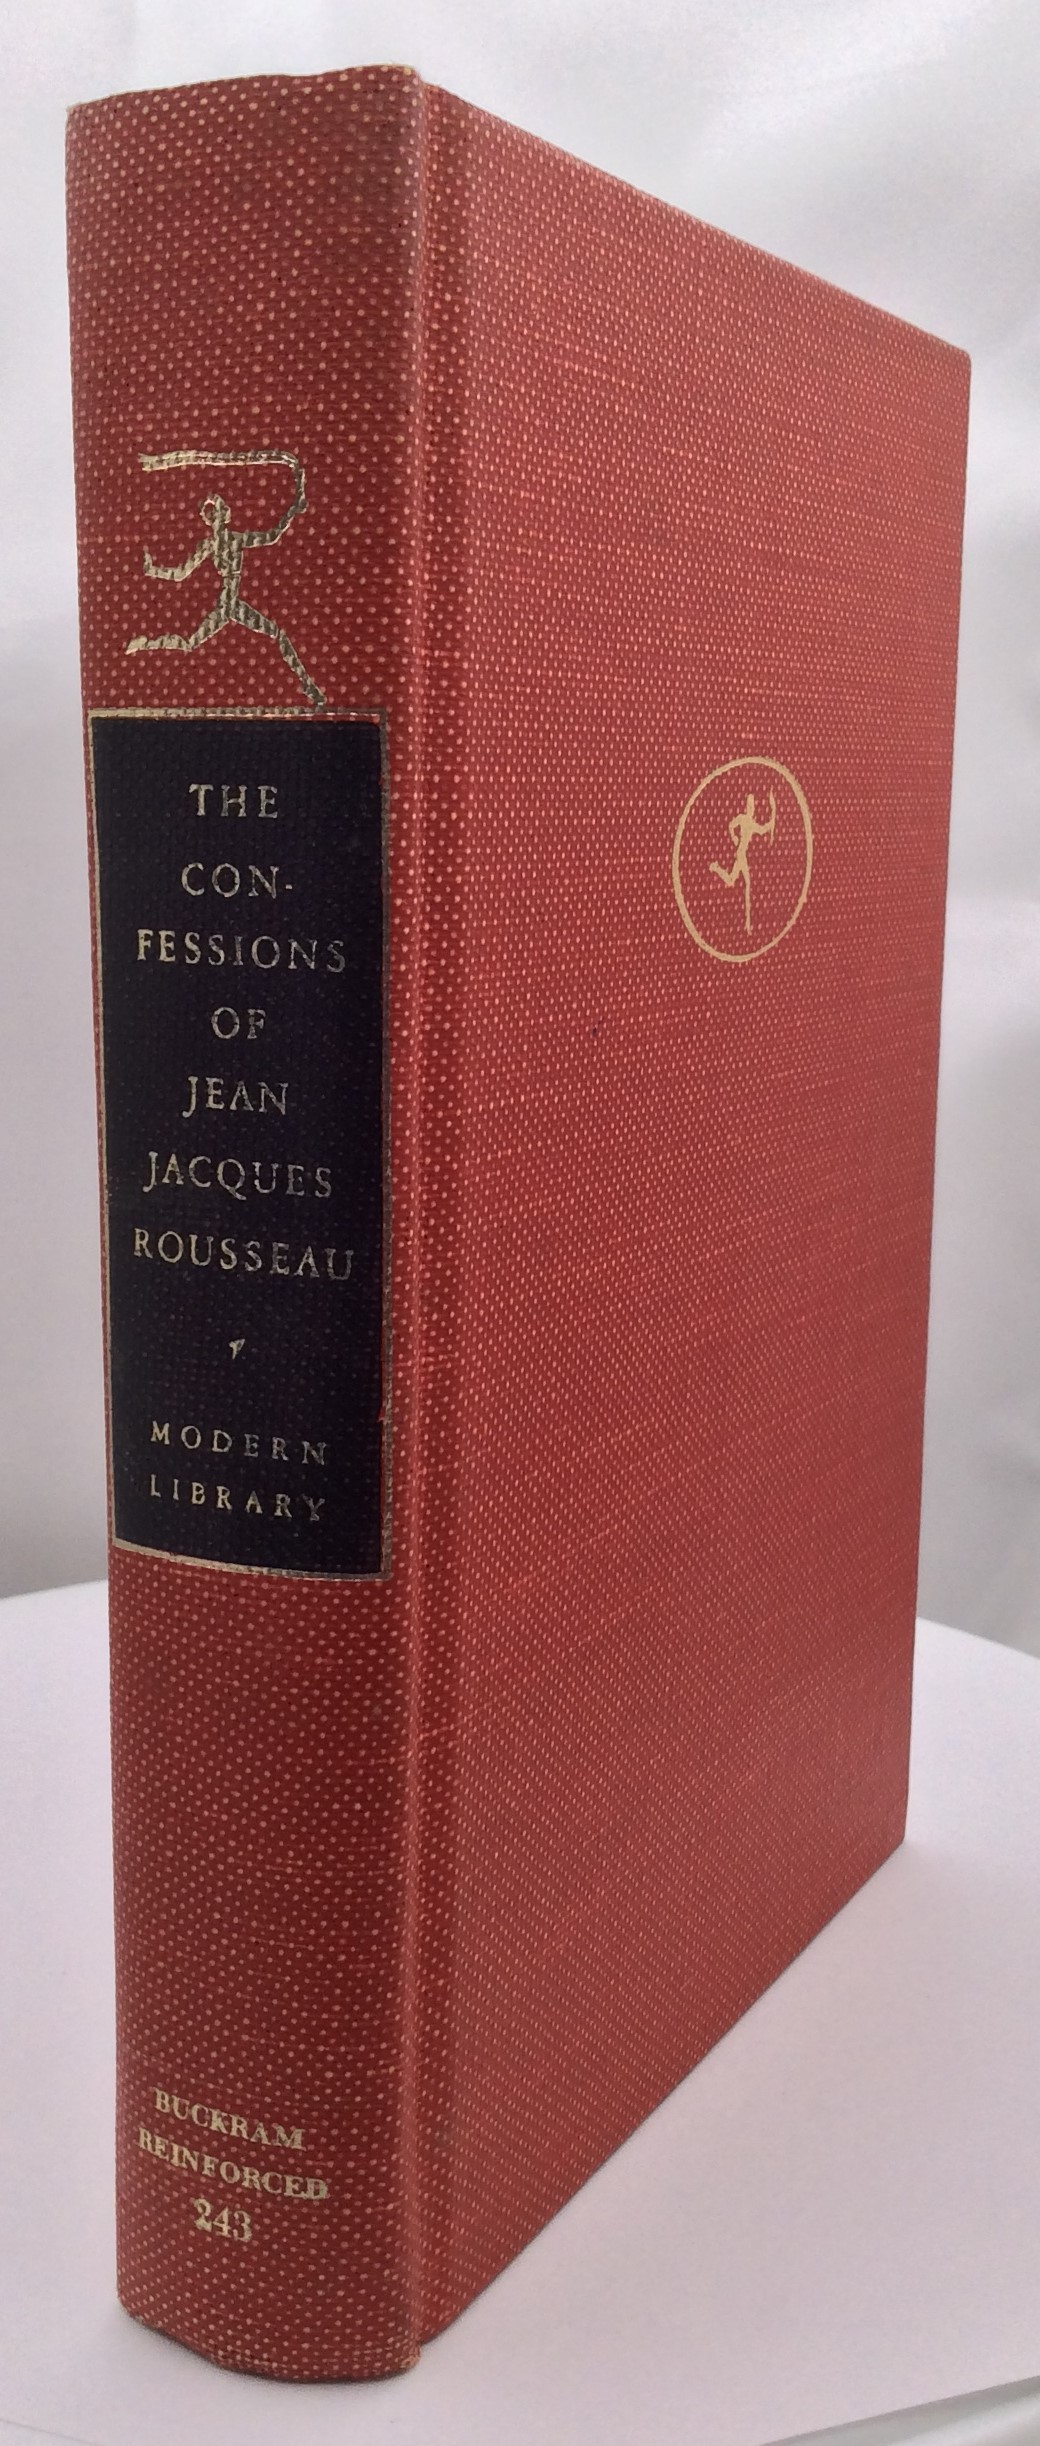 THE
CON-
FESSIONS
OF
JEAN
JACQUES
ROUSSEAU
MODERN
LIBRARY
BUCKRAM
REINFORCED
243